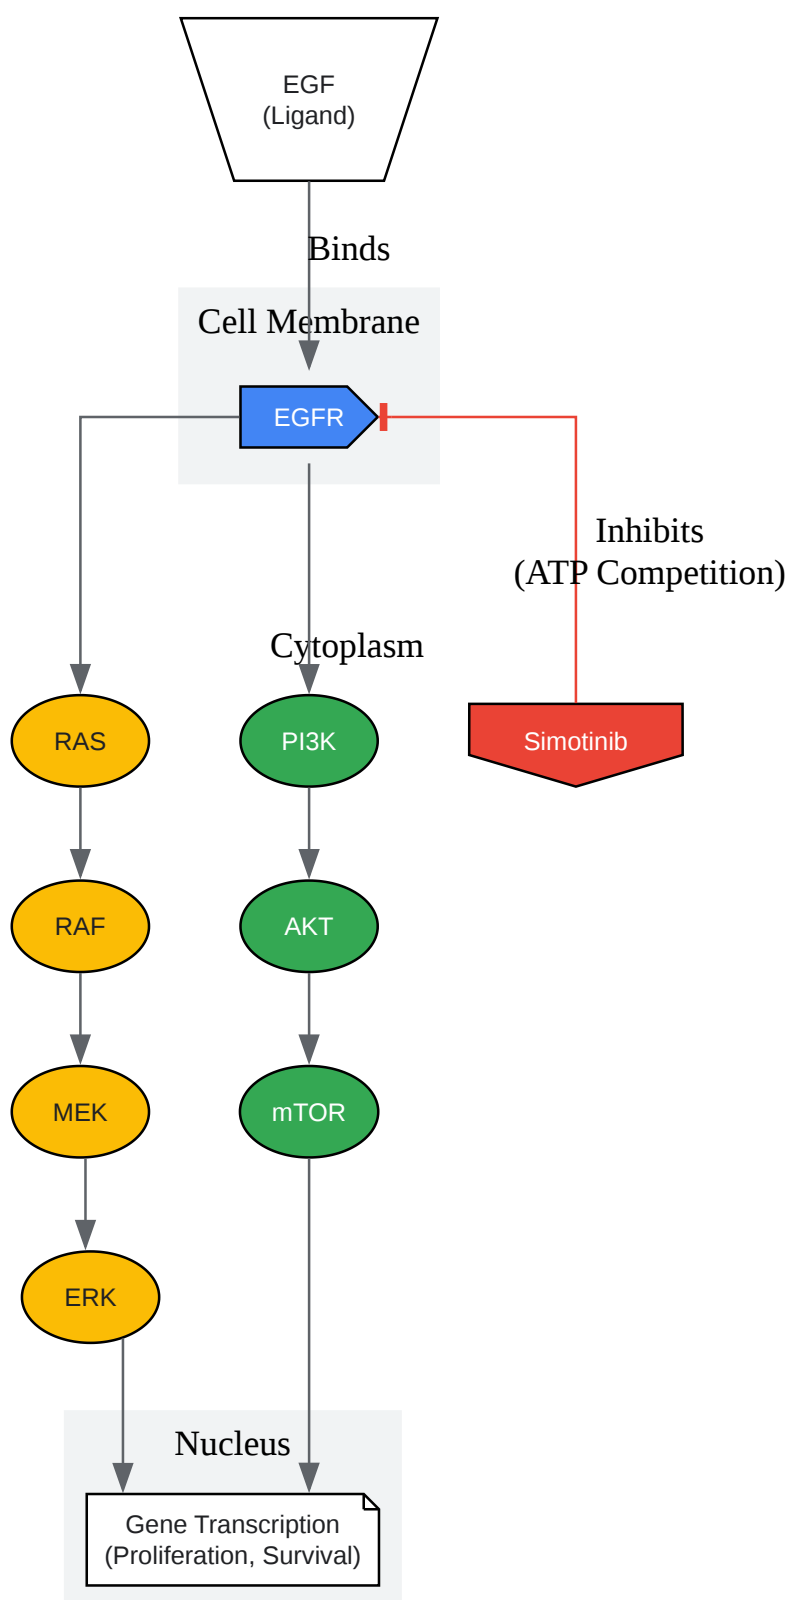 EGF
(Ligand)
Binds
Cell Membrane
EGFR
Inhibits
(ATP Competition)
Cytoplasm
RAS
PI3K
Simotinib
RAF
AKT
MEK
mTOR
ERK
Nucleus
Gene Transcription
(Proliferation, Survival)